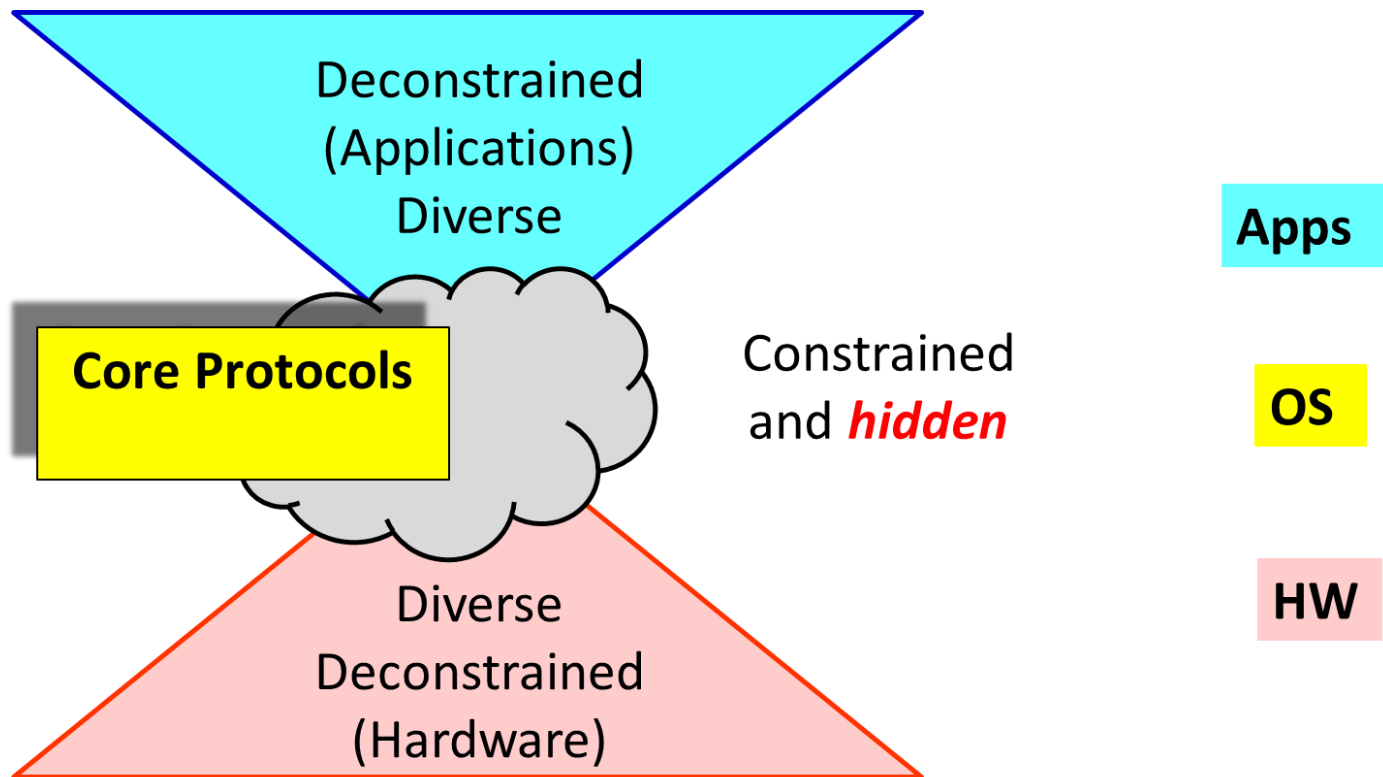 Deconstrained
(Applications)
Diverse
Apps
Core Protocols
Constrained
and hidden
OS
Diverse
Deconstrained
(Hardware)
HW